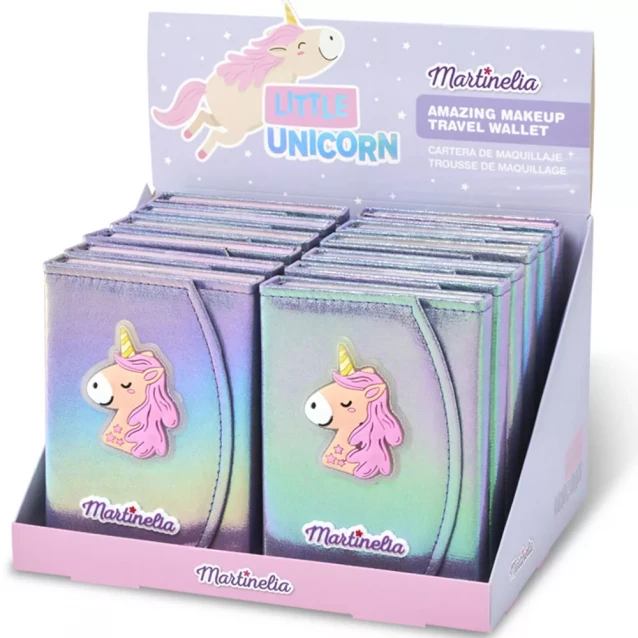 LITTLE
UNICORN
Martinelia
AMAZING MAKEUP
TRAVEL WALLET
CARTERA DE MAQUILLAJE
TROUSSE DE MAQUILLAGE
Martinelia
Martinelia
Martinelia